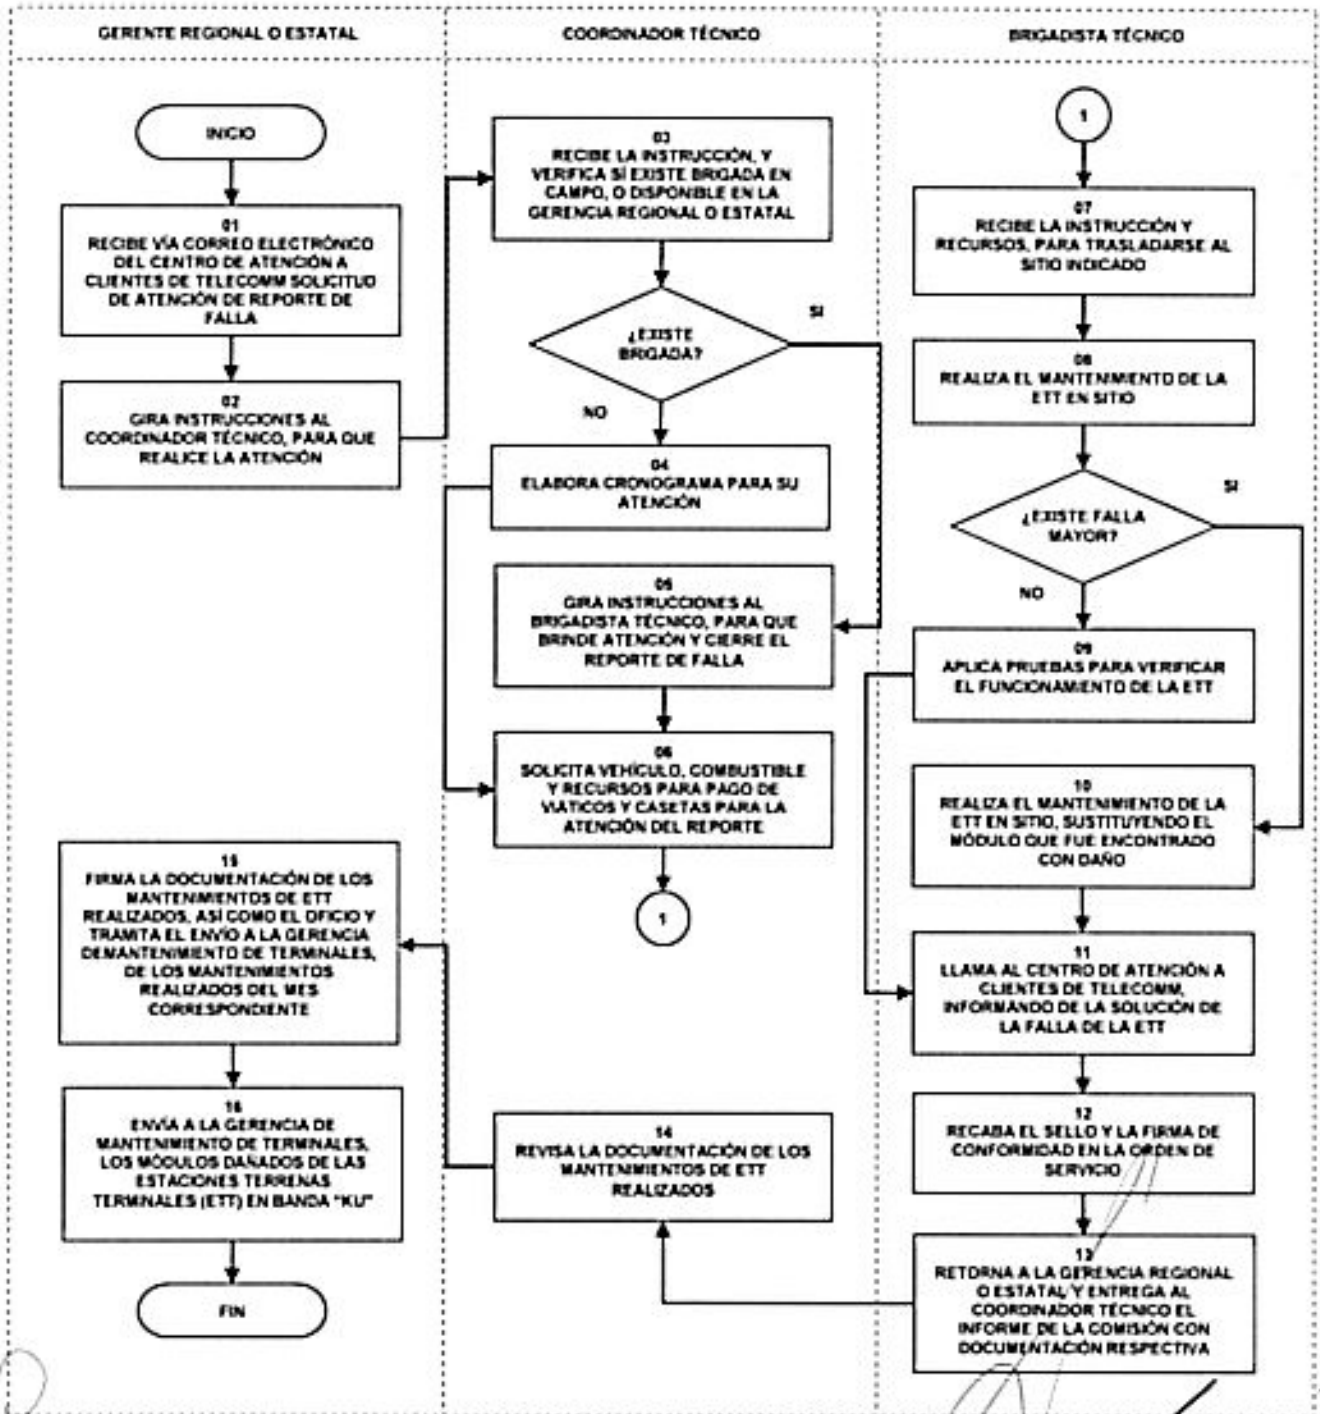 GERENTE REGIONAL O ESTATAL
COORDINADOR TÉCNICO
BRIGADISTA TÉCNICO
INICIO
01
RECIBE VÍA CORREO ELECTRÓNICO
DEL CENTRO DE ATENCIÓN A
CLIENTES DE TELECOMM SOLICITUD
DE ATENCIÓN DE REPORTE DE
FALLA
02
GIRA INSTRUCCIONES AL
COORDINADOR TÉCNICO, PARA QUE
REALICE LA ATENCIÓN
03
RECIBE LA INSTRUCCIÓN, Y
VERIFICA SÍ EXISTE BRIGADA EN
CAMPO, O DISPONIBLE EN LA
GERENCIA REGIONAL O ESTATAL
¿EXISTE
BRIGADA?
SI
NO
04
ELABORA CRONOGRAMA PARA SU
ATENCIÓN
05
GIRA INSTRUCCIONES AL
BRIGADISTA TÉCNICO, PARA QUE
BRINDE ATENCIÓN Y CIERRE EL
REPORTE DE FALLA
06
SOLICITA VEHÍCULO, COMBUSTIBLE
Y RECURSOS PARA PAGO DE
VIÁTICOS Y CASETAS PARA LA
ATENCIÓN DEL REPORTE
1
1
07
RECIBE LA INSTRUCCIÓN Y
RECURSOS, PARA TRASLADARSE AL
SITIO INDICADO
08
REALIZA EL MANTENIMIENTO DE LA
ETT EN SITIO
¿EXISTE FALLA
MAYOR?
SI
NO
09
APLICA PRUEBAS PARA VERIFICAR
EL FUNCIONAMIENTO DE LA ETT
10
REALIZA EL MANTENIMIENTO DE LA
ETT EN SITIO, SUSTITUYENDO EL
MÓDULO QUE FUE ENCONTRADO
CON DAÑO
11
LLAMA AL CENTRO DE ATENCIÓN A
CLIENTES DE TELECOMM,
INFORMANDO DE LA SOLUCIÓN DE
LA FALLA DE LA ETT
12
RECABA EL SELLO Y LA FIRMA DE
CONFORMIDAD EN LA ORDEN DE
SERVICIO
13
RETORNA A LA GERENCIA REGIONAL
O ESTATAL Y ENTREGA AL
COORDINADOR TÉCNICO EL
INFORME DE LA COMISIÓN CON
DOCUMENTACIÓN RESPECTIVA
14
REVISA LA DOCUMENTACIÓN DE LOS
MANTENIMIENTOS DE ETT
REALIZADOS
15
FIRMA LA DOCUMENTACIÓN DE LOS
MANTENIMIENTOS DE ETT
REALIZADOS, ASÍ COMO EL OFICIO Y
TRAMITA EL ENVÍO A LA GERENCIA
DEMANTENIMIENTO DE TERMINALES,
DE LOS MANTENIMIENTOS
REALIZADOS DEL MES
CORRESPONDIENTE
16
ENVÍA A LA GERENCIA DE
MANTENIMIENTO DE TERMINALES,
LOS MÓDULOS DAÑADOS DE LAS
ESTACIONES TERRENAS
TERMINALES (ETT) EN BANDA "KU"
FIN